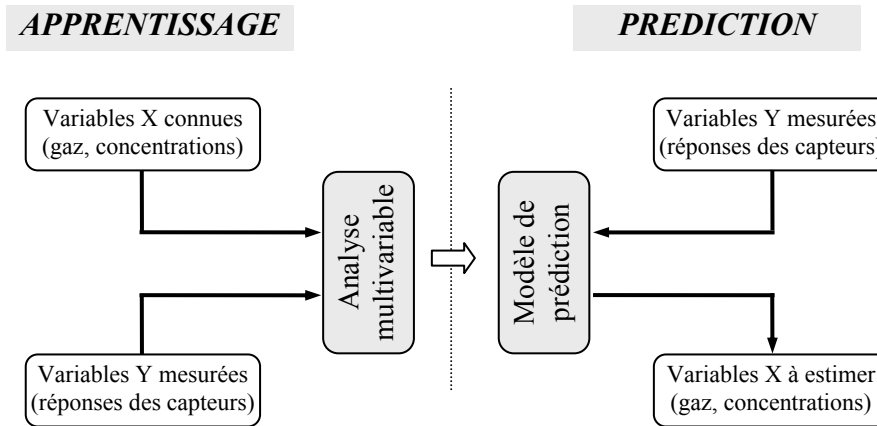 APPRENTISSAGE
PREDICTION
Variables X connues
(gaz, concentrations)
Variables Y mesurées
(réponses des capteurs)
Analyse
multivariable
Modèle de
prédiction
Variables Y mesurées
(réponses des capteurs)
Variables X à estimer
(gaz, concentrations)